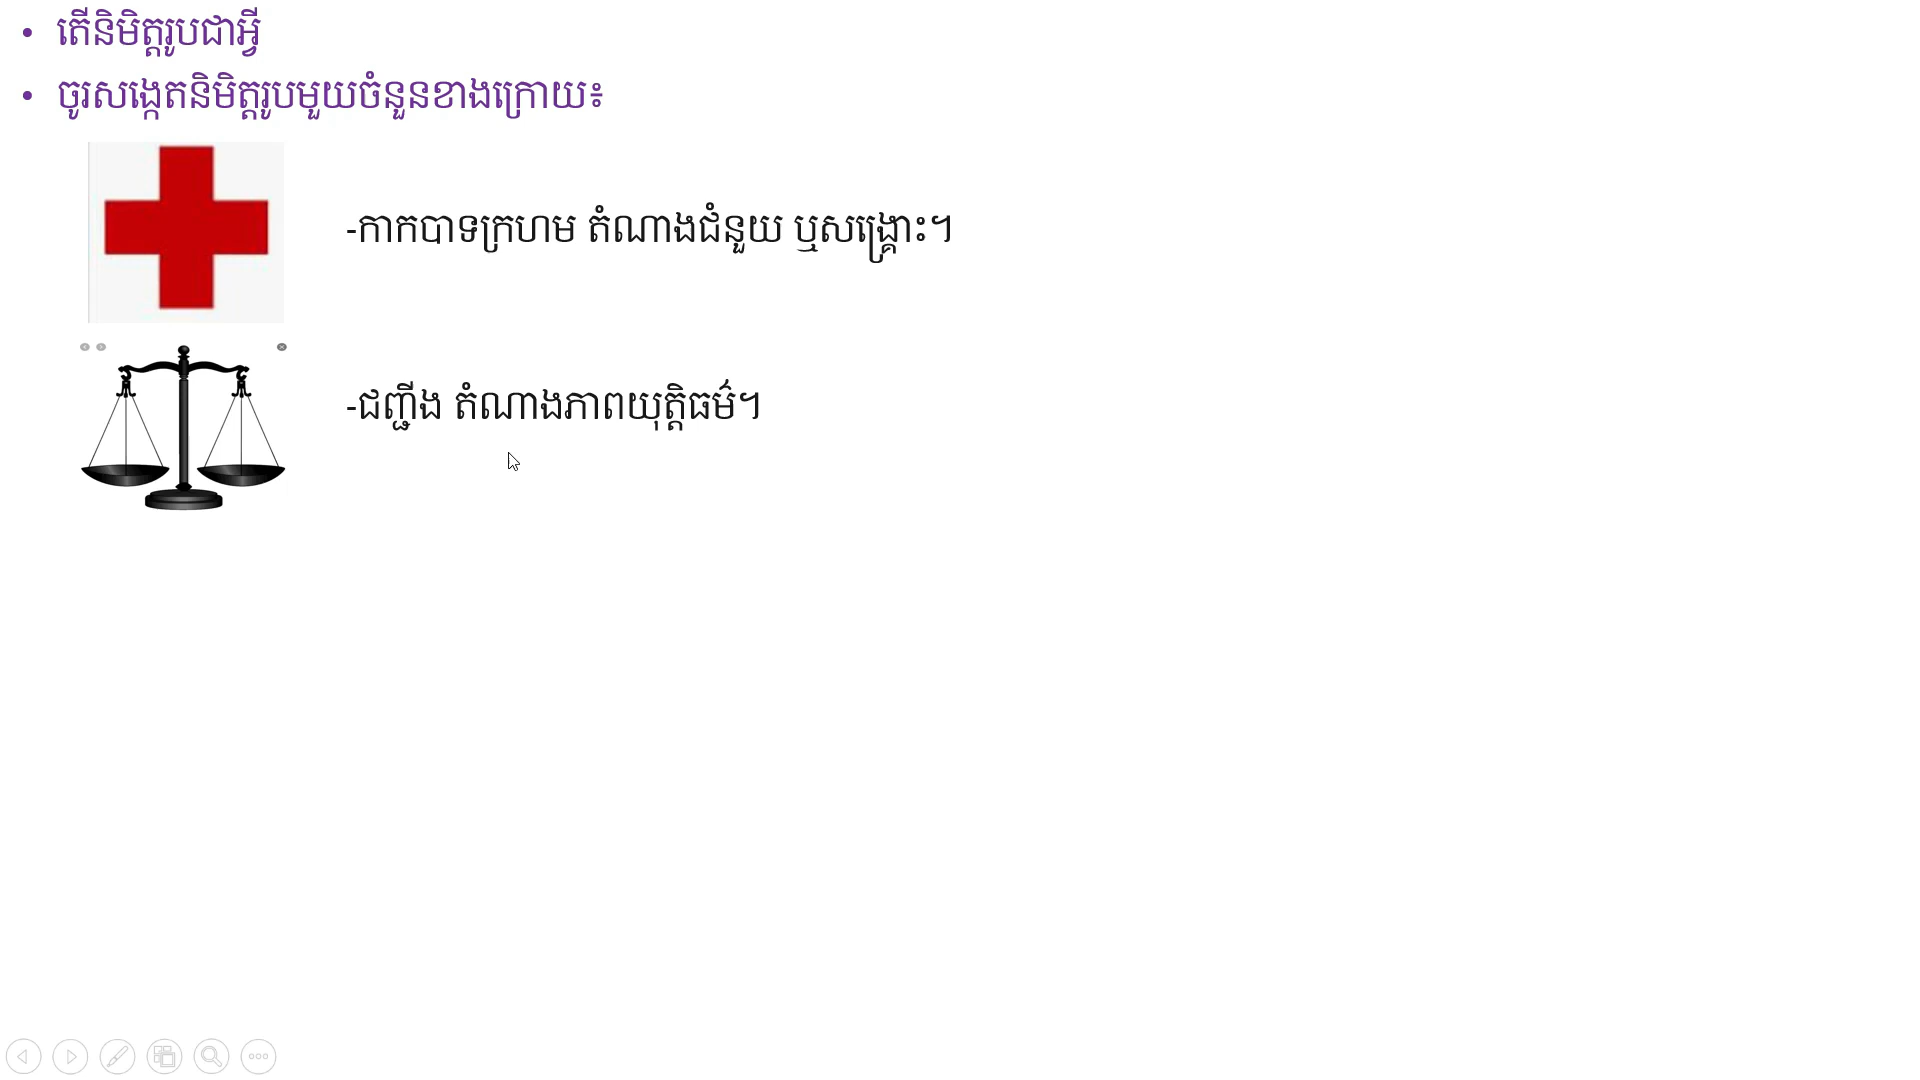 • តើនិមិត្តរូបជាអ្វី
• ចូរសង្កេតនិមិត្តរូបមួយចំនួនខាងក្រោយ៖
-កាកបាទក្រហម តំណាងជំនួយ ឬសង្គ្រោះ។
-ជញ្ជីង តំណាងភាពយុត្តិធម៌។